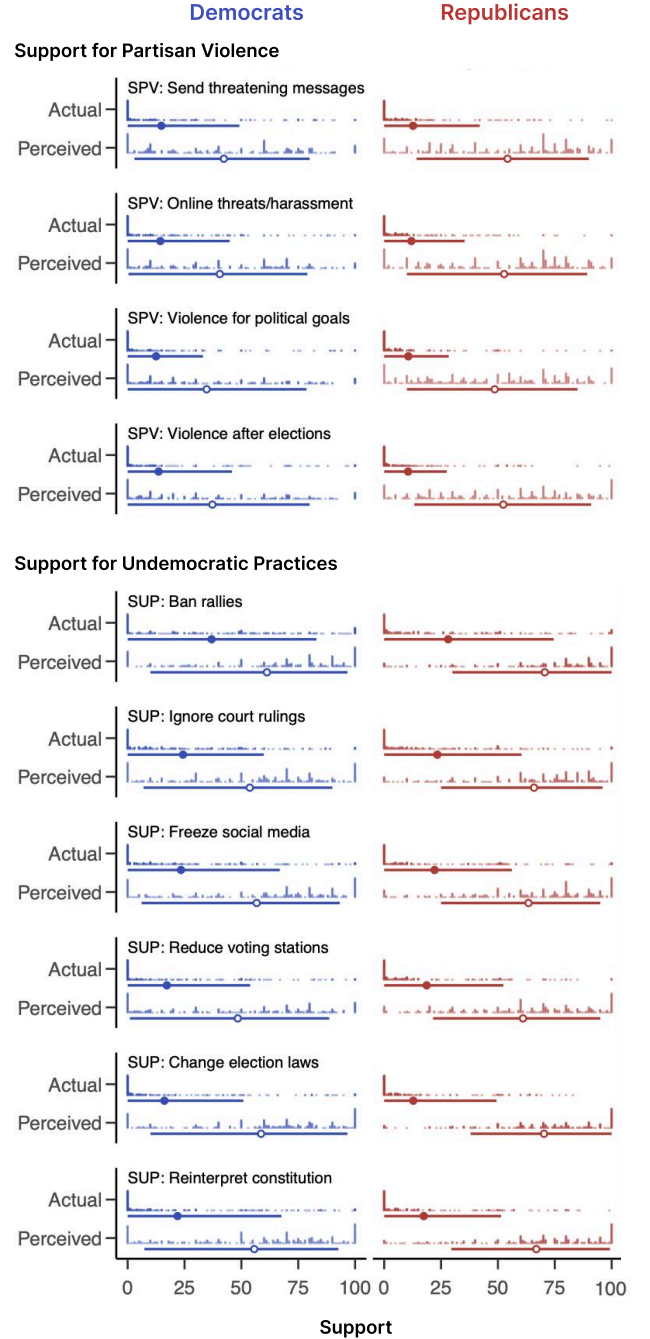 Democrats Republicans
Support for Partisan Violence
SPV: Send threatening messages
Actual
Perceived
SPV: Online threats/harassment
Actual
Perceived
SPV: Violence for political goals
Actual
Perceived
SPV: Violence after elections
Actual
Perceived
Support for Undemocratic Practices
SUP: Ban rallies
Actual
Perceived
SUP: Ignore court rulings
Actual
Perceived
SUP: Freeze social media
Actual
Perceived
SUP: Reduce voting stations
Actual
Perceived
SUP: Change election laws
Actual
Perceived
SUP: Reinterpret constitution
Actual
Perceived
0 25 50 75 100 0 25 50 75 100
Support